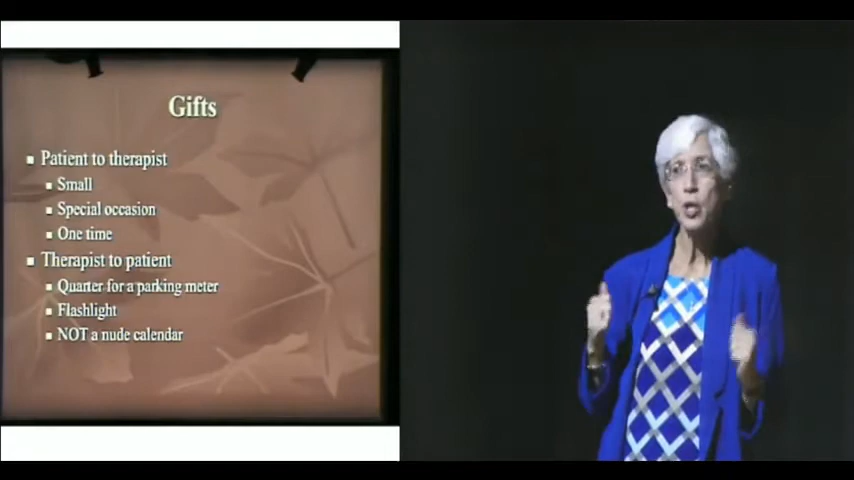 Gifts
Patient to therapist
Small
Special occasion
One time
Therapist to patient
Quarter for a parking meter
Flashlight
NOT a nude calendar